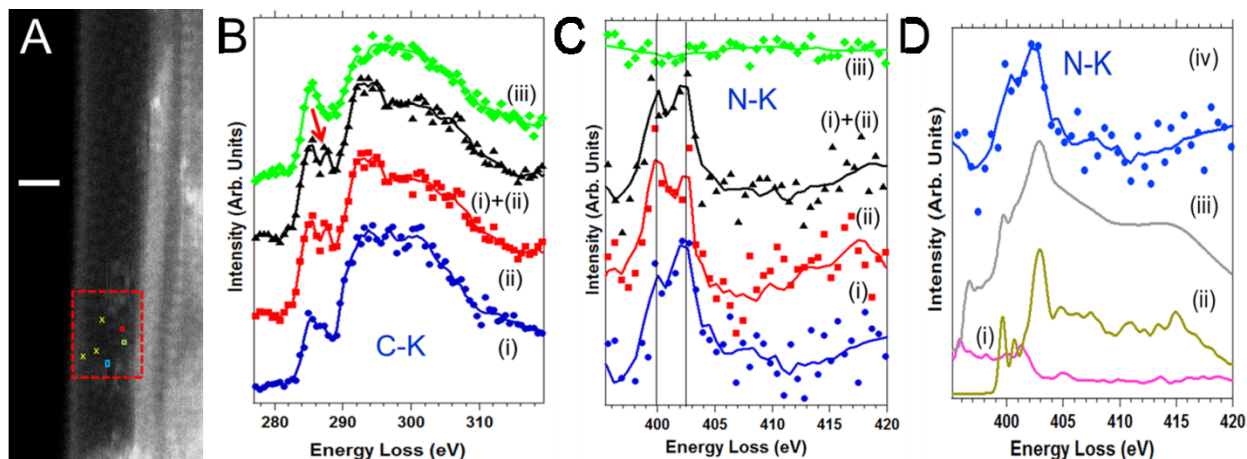 A
B
Intensity (Arb. Units)
(iii)
(i)+(ii)
(ii)
(i)
C-K
280
290
300
310
Energy Loss (eV)
C
Intensity (Arb. Units)
N-K
(iii)
(i)+(ii)
(ii)
(i)
400
405
410
415
420
Energy Loss (eV)
D
Intensity (Arb. Units)
N-K
(iv)
(iii)
(ii)
(i)
400
405
410
415
420
Energy Loss (eV)
x
x
x